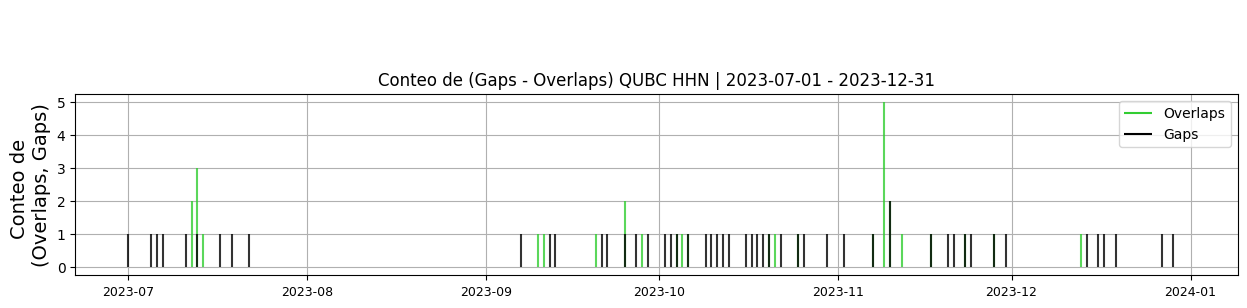 Conteo de (Gaps - Overlaps) QUBC HHN | 2023-07-01 - 2023-12-31
Conteo de
(Overlaps, Gaps)
5
4
3
2
1
0
Overlaps
Gaps
2023-07 2023-08 2023-09 2023-10 2023-11 2023-12 2024-01